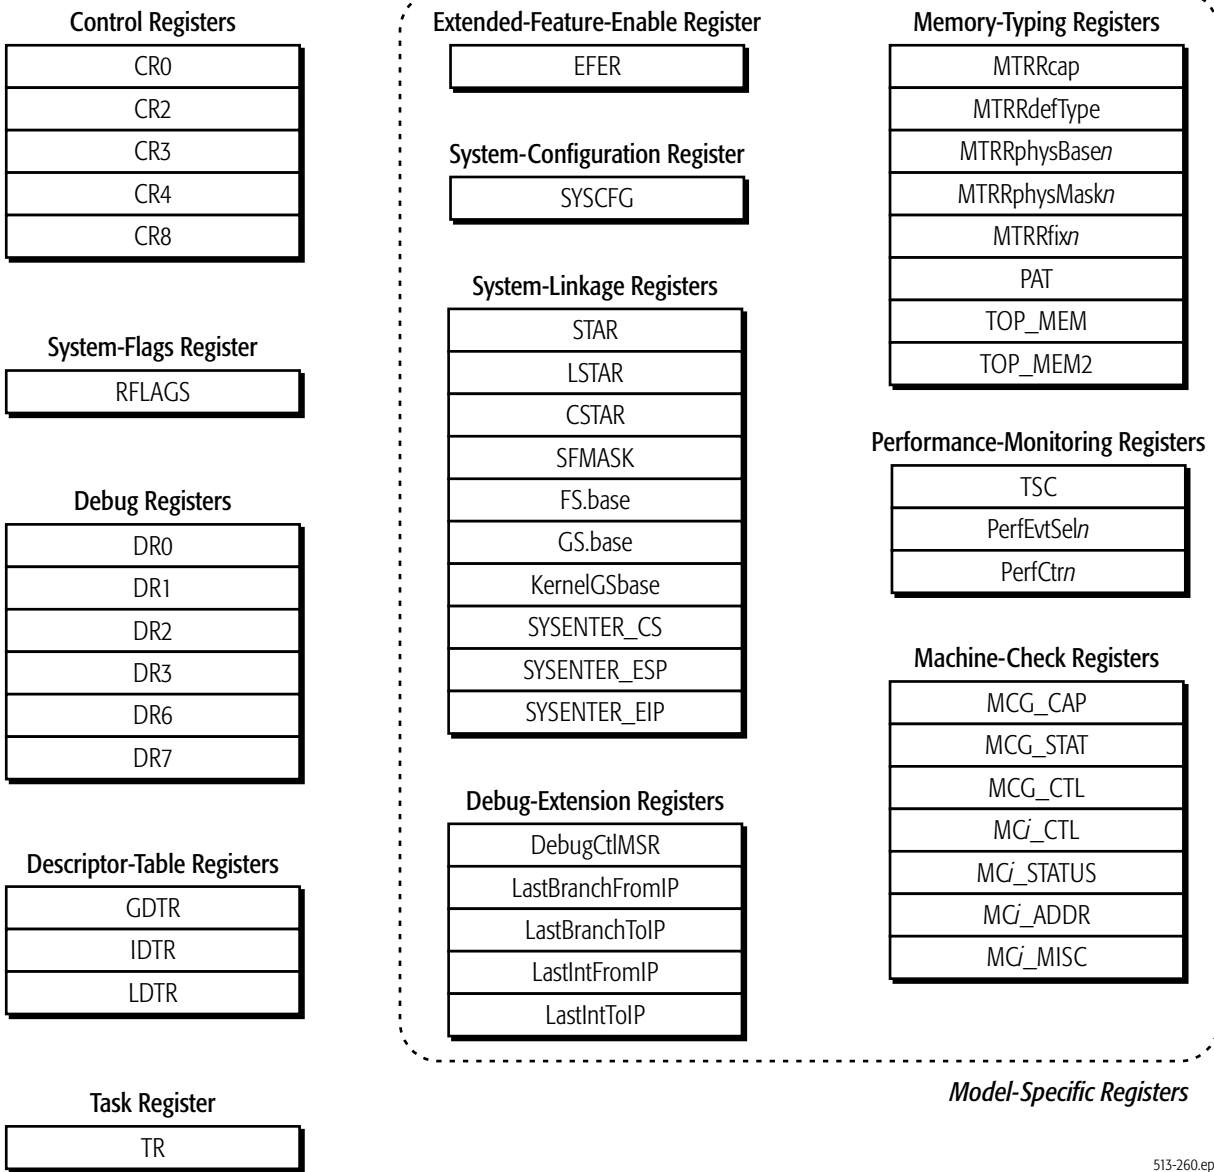 Control Registers
CR0
CR2
CR3
CR4
CR8
System-Flags Register
RFLAGS
Debug Registers
DR0
DR1
DR2
DR3
DR6
DR7
Descriptor-Table Registers
GDTR
IDTR
LDTR
Task Register
TR
Extended-Feature-Enable Register
EFER
System-Configuration Register
SYSCFG
System-Linkage Registers
STAR
LSTAR
CSTAR
SFMASK
FS.base
GS.base
KernelGSbase
SYSENTER_CS
SYSENTER_ESP
SYSENTER_EIP
Debug-Extension Registers
DebugCtlMSR
LastBranchFromIP
LastBranchToIP
LastIntFromIP
LastIntToIP
Memory-Typing Registers
MTRRcap
MTRRdefType
MTRRphysBasen
MTRRphysMaskn
MTRRfixn
PAT
TOP_MEM
TOP_MEM2
Performance-Monitoring Registers
TSC
PerfEvtSeln
PerfCtrn
Machine-Check Registers
MCG_CAP
MCG_STAT
MCG_CTL
MCi_CTL
MCi_STATUS
MCi_ADDR
MCi_MISC
Model-Specific Registers
513-260.ep